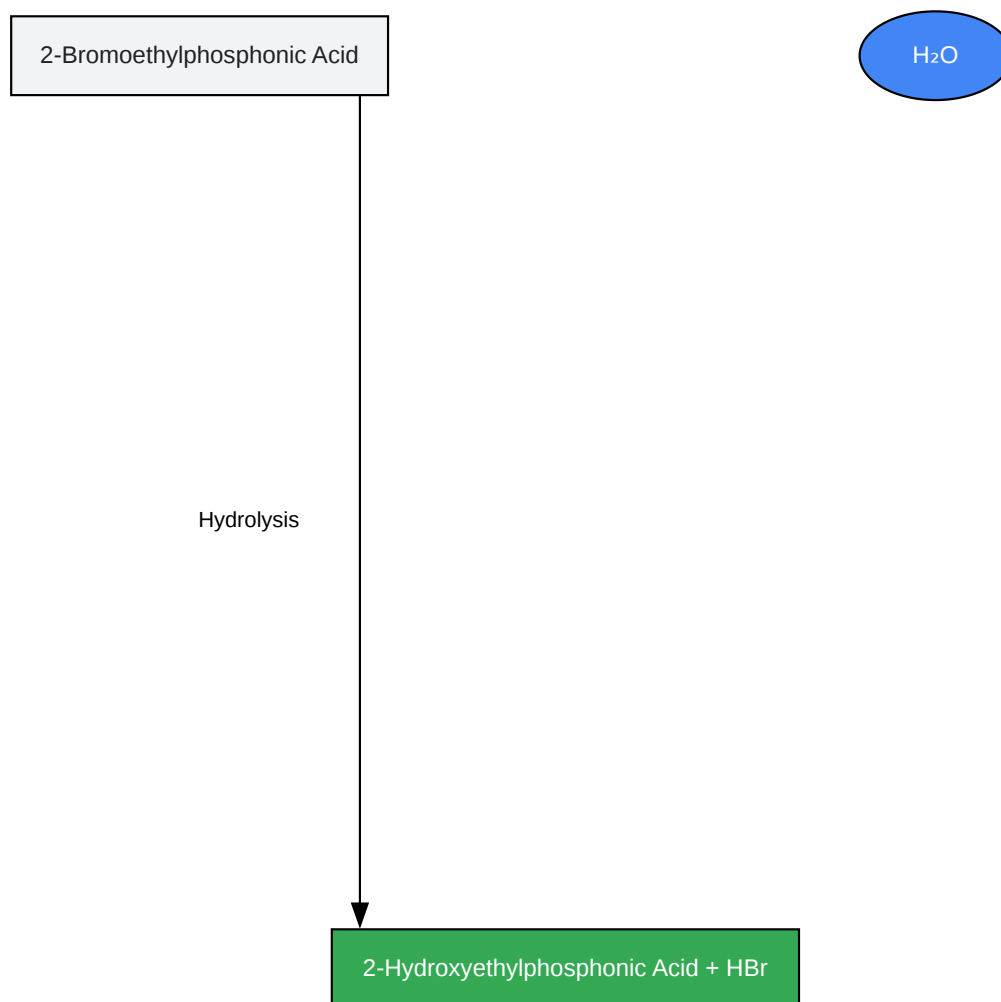 2-Bromoethylphosphonic Acid
H₂O
Hydrolysis
2-Hydroxyethylphosphonic Acid + HBr